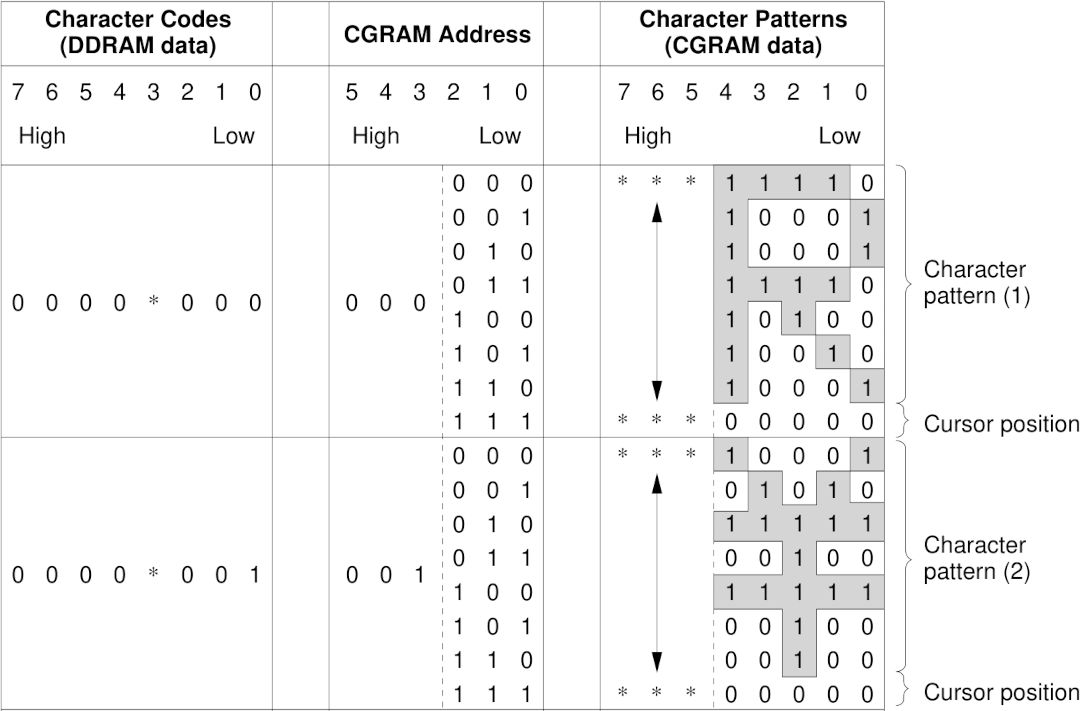 Character Codes (DDRAM data) CGRAM Address Character Patterns (CGRAM data)
7 6 5 4 3 2 1 0 5 4 3 2 1 0 7 6 5 4 3 2 1 0
High Low High Low High Low
0 0 0 * * * 1 1 1 1 0
0 0 1 1 0 0 0 1
0 1 0 1 0 0 0 1
0 1 1 1 1 1 1 0
0 0 0 0 * 0 0 0 0 0 0 Character pattern (1)
1 0 0 1 0 1 0 0
1 0 1 1 0 0 1 0
1 1 0 1 0 0 0 1
1 1 1 * * * 0 0 0 0 0 Cursor position
0 0 0 * * * 1 0 0 0 1
0 0 1 0 1 0 1 0
0 1 0 1 1 1 1 1
0 1 1 0 0 1 0 0
0 0 0 0 * 0 0 1 0 0 1 Character pattern (2)
1 0 0 1 1 1 1 1
1 0 1 0 0 1 0 0
1 1 0 0 0 1 0 0
1 1 1 * * * 0 0 0 0 0 Cursor position